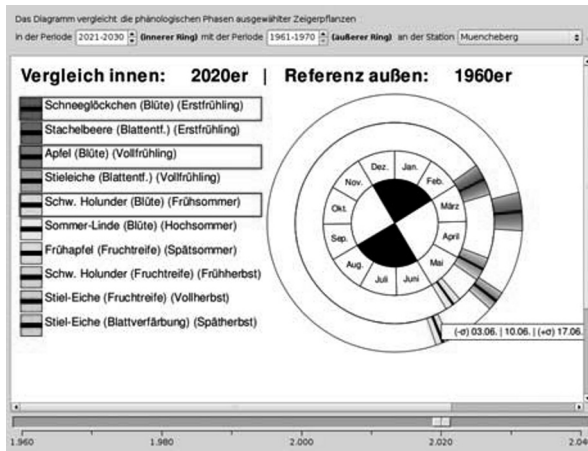 Das Diagramm vergleicht die phänologischen Phasen ausgewählter Zeigerpflanzen
in der Periode 2021-2030 (innerer Ring) mit der Periode 1961-1970 (äußerer Ring) an der Station Muencheberg
Vergleich innen: 2020er | Referenz außen: 1960er
Schneeglöckchen (Blüte) (Erstfrühling)
Stachelbeere (Blattentf.) (Erstfrühling)
Apfel (Blüte) (Vollfrühling)
Stieleiche (Blattentf.) (Vollfrühling)
Schw. Holunder (Blüte) (Frühsommer)
Sommer-Linde (Blüte) (Hochsommer)
Frühapfel (Fruchtreife) (Spätsommer)
Schw. Holunder (Fruchtreife) (Frühherbst)
Stiel-Eiche (Fruchtreife) (Vollherbst)
Stiel-Eiche (Blattverfärbung) (Spätherbst)
Dez. Jan.
Nov. Feb.
Okt. März
Sep. April
Aug. Mai
Juli Juni
(-σ) 03.06. | 10.06. | (+σ) 17.06.
1.960 1.980 2.000 2.020 2.040